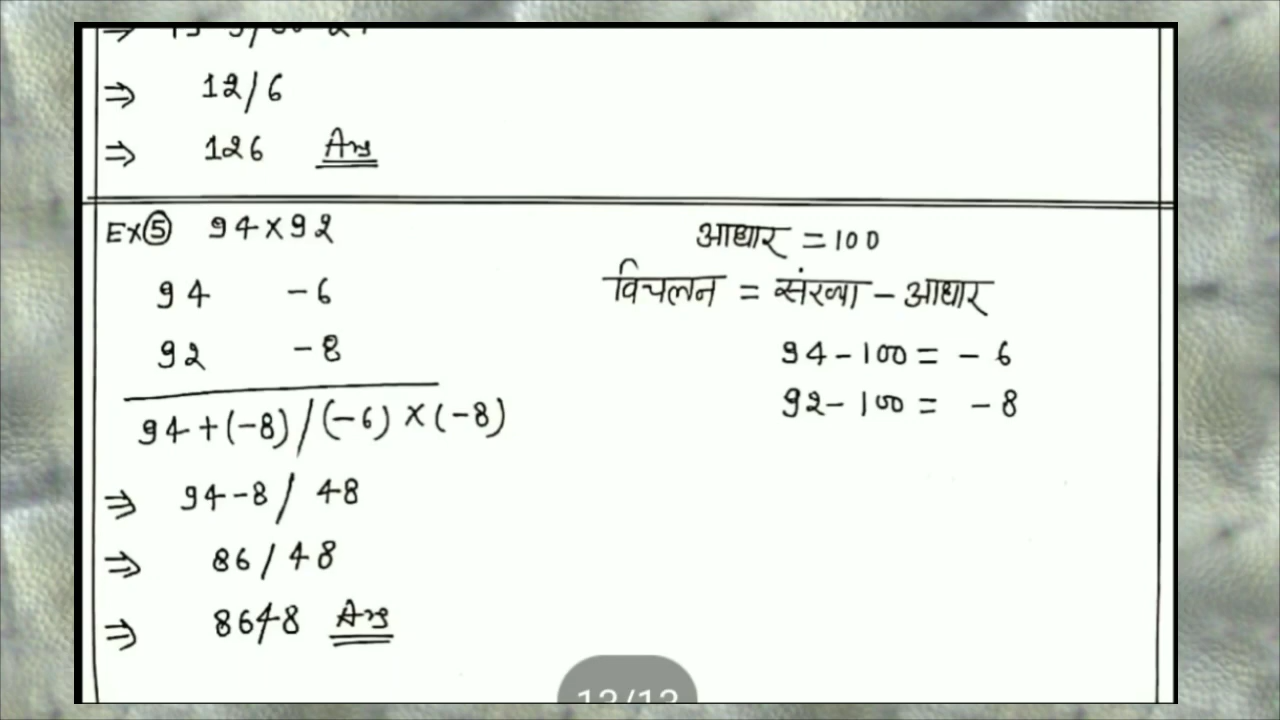 ⇒ 12/6
⇒ 126 Ans
Ex⑤ 94×92
94 -6
92 -8
94+(-8)/(-6)×(-8)
⇒ 94-8/ 48
⇒ 86/48
⇒ 8648 Ans
आधार = 100
विचलन = संख्या - आधार
94-100 = - 6
92-100 = - 8